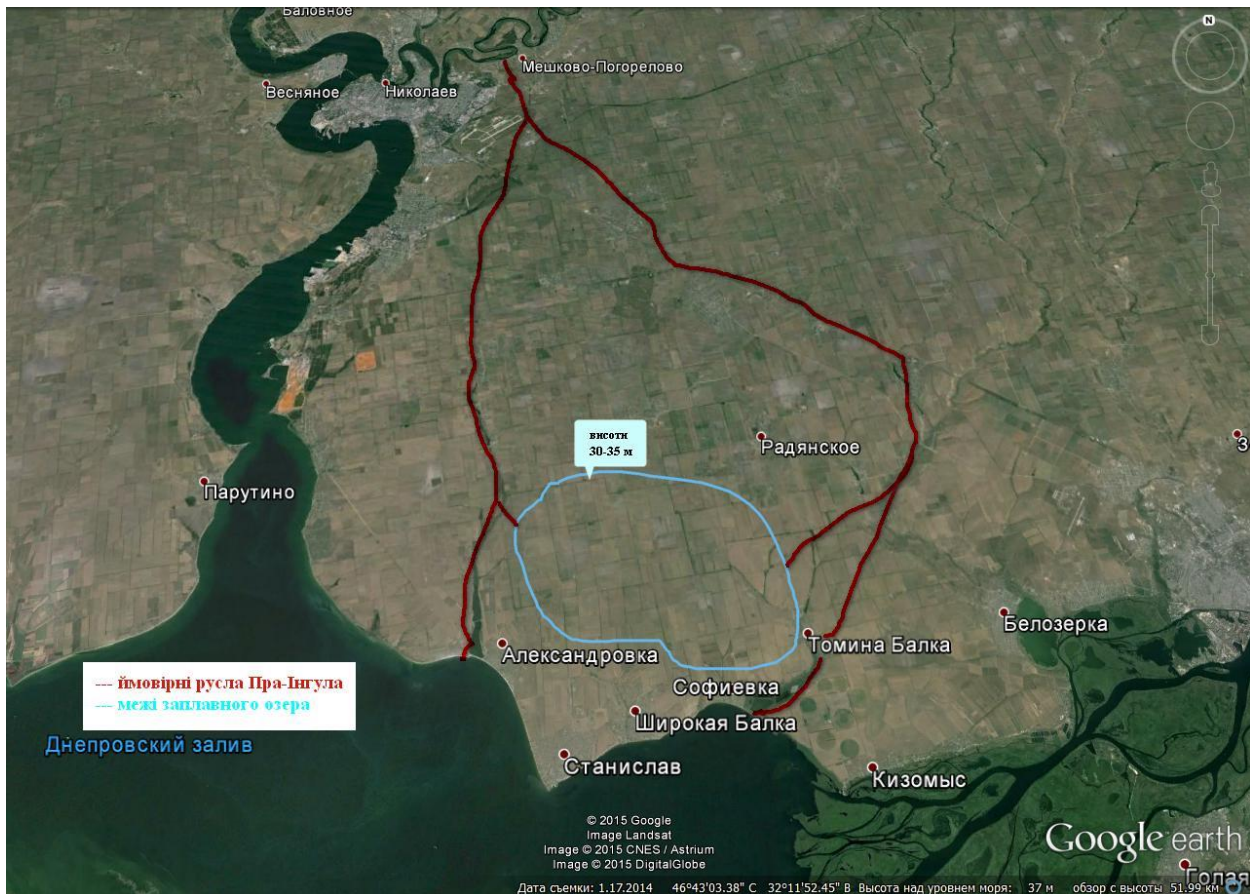 Баловное
N
Мешково-Погорелово
Весняное
Николаев
висоти
30-35 м
Радянское
З
Парутино
Белозерка
Томина Балка
Александровка
--- ймовірні русла Пра-Інгула
--- межі заплавного озера
Софиевка
Широкая Балка
Днепровский залив
Станислав
Кизомыс
© 2015 Google
Image Landsat
Image © 2015 CNES / Astrium
Image © 2015 DigitalGlobe
Google earth
Голая
Дата съемки: 1.17.2014 46°43'03.38" С 32°11'52.45" В Высота над уровнем моря: 37 м обзор с высоты 51.99 км